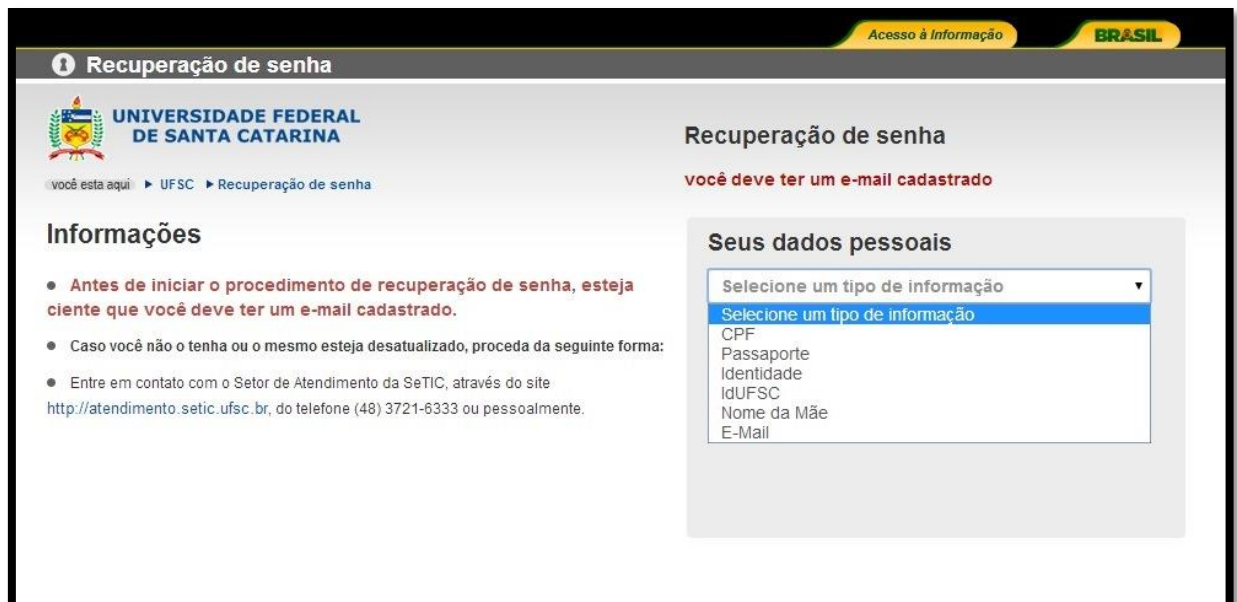 Acesso à Informação
BRASIL
Recuperação de senha
UNIVERSIDADE FEDERAL
DE SANTA CATARINA
você esta aqui ▶ UFSC ▶ Recuperação de senha
Informações
• Antes de iniciar o procedimento de recuperação de senha, esteja
ciente que você deve ter um e-mail cadastrado.
• Caso você não o tenha ou o mesmo esteja desatualizado, proceda da seguinte forma:
• Entre em contato com o Setor de Atendimento da SeTIC, através do site
http://atendimento.setic.ufsc.br, do telefone (48) 3721-6333 ou pessoalmente.
Recuperação de senha
você deve ter um e-mail cadastrado
Seus dados pessoais
Selecione um tipo de informação
Selecione um tipo de informação
CPF
Passaporte
Identidade
IdUFSC
Nome da Mãe
E-Mail